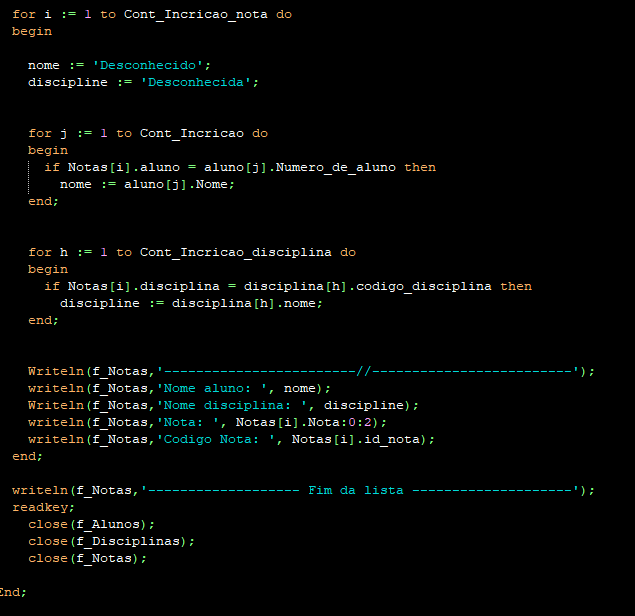 for i := 1 to Cont_Incricao_nota do
begin
nome := 'Desconhecido';
discipline := 'Desconhecida';
for j := 1 to Cont_Incricao do
begin
if Notas[i].aluno = aluno[j].Numero_de_aluno then
nome := aluno[j].Nome;
end;
for h := 1 to Cont_Incricao_disciplina do
begin
if Notas[i].disciplina = disciplina[h].codigo_disciplina then
discipline := disciplina[h].nome;
end;
Writeln(f_Notas,'------------------------//-------------------------');
writeln(f_Notas,'Nome aluno: ', nome);
Writeln(f_Notas,'Nome disciplina: ', discipline);
writeln(f_Notas,'Nota: ', Notas[i].Nota:0:2);
writeln(f_Notas,'Codigo Nota: ', Notas[i].id_nota);
end;
writeln(f_Notas,'------------------- Fim da lista --------------------');
readkey;
close(f_Alunos);
close(f_Disciplinas);
close(f_Notas);
End;